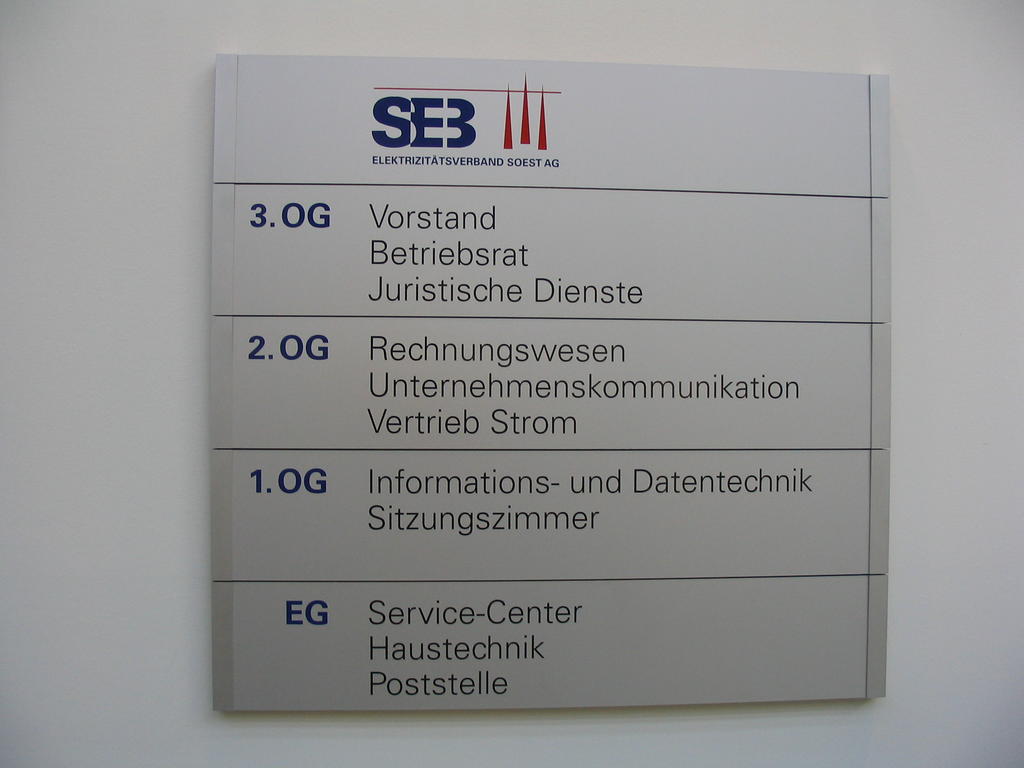 SEB
ELEKTRIZITÄTSVERBAND SOEST AG
3. OG Vorstand
Betriebsrat
Juristische Dienste
2. OG Rechnungswesen
Unternehmenskommunikation
Vertrieb Strom
1. OG Informations- und Datentechnik
Sitzungszimmer
EG Service-Center
Haustechnik
Poststelle